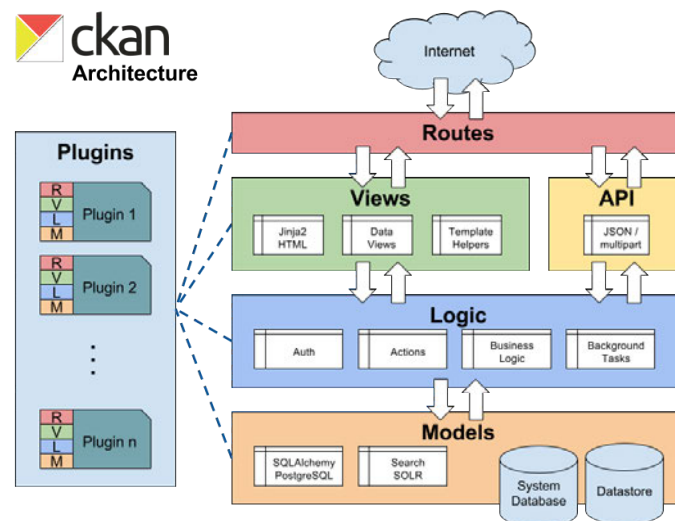 ckan
Architecture
Internet
Routes
Plugins
R
V
L
M
Plugin 1
R
V
L
M
Plugin 2
R
V
L
M
Plugin n
Views
Jinja2
HTML
Data
Views
Template
Helpers
API
JSON /
multipart
Logic
Auth
Actions
Business
Logic
Background
Tasks
Models
SQLAlchemy
PostgreSQL
Search
SOLR
System
Database
Datastore